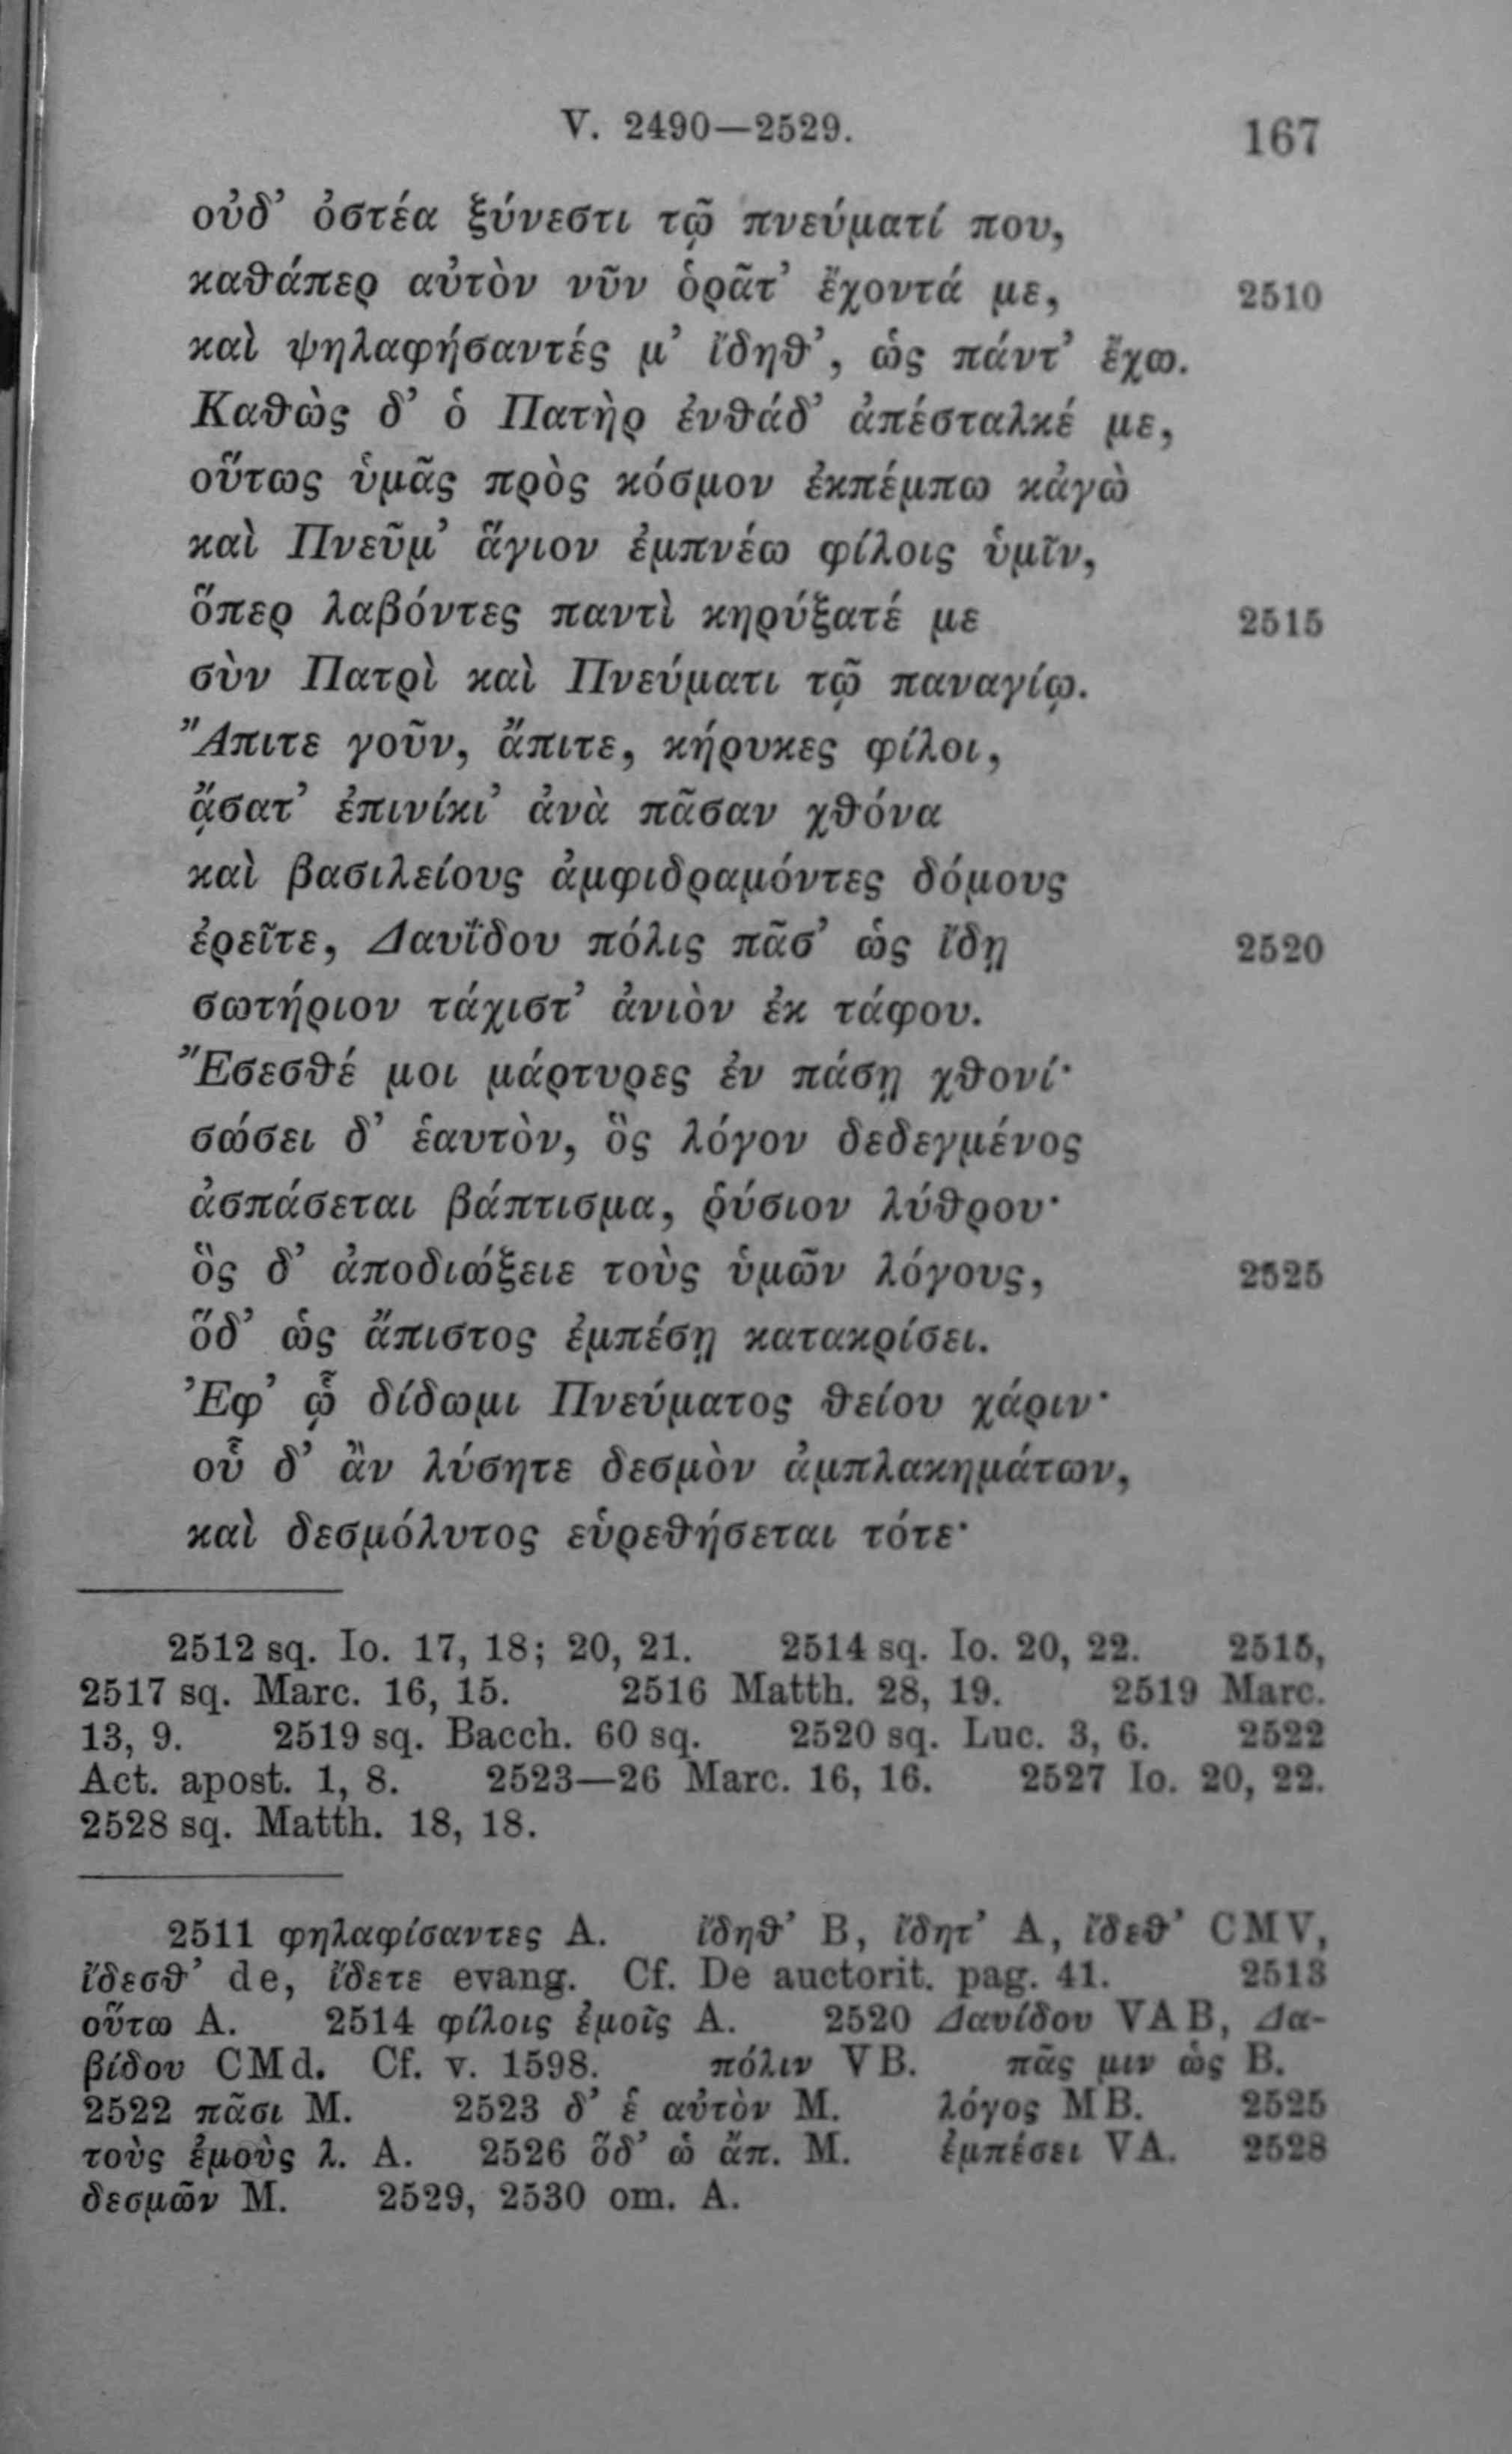 V. 2490—2529. 167
οὐδ’ ὀστέα ξύνεστι τῷ πνεύματί που,
καθάπερ αὐτὸν νῦν ὁρᾶτ’ ἔχοντά με, 2510
καὶ ψηλαφήσαντές μ’ ἴδηθ’, ὡς πάντ’ ἔχω.
Καθὼς δ’ ὁ Πατὴρ ἐνθάδ’ ἀπέσταλκέ με,
οὕτως ὑμᾶς πρὸς κόσμον ἐκπέμπω κἀγὼ
καὶ Πνεῦμ’ ἅγιον ἐμπνέω φίλοις ὑμῖν,
ὅπερ λαβόντες παντὶ κηρύξατέ με 2515
σὺν Πατρὶ καὶ Πνεύματι τῷ παναγίῳ.
Ἄπιτε γοῦν, ἄπιτε, κήρυκες φίλοι,
ᾄσατ’ ἐπινίκι’ ἀνὰ πᾶσαν χθόνα
καὶ βασιλείους ἀμφιδραμόντες δόμους
ἐρεῖτε, Δαυΐδου πόλις πᾶσ’ ὡς ἴδῃ 2520
σωτήριον τάχιστ’ ἀνιὸν ἐκ τάφου.
Ἔσεσθέ μοι μάρτυρες ἐν πάσῃ χθονί·
σώσει δ’ ἑαυτὸν, ὃς λόγον δεδεγμένος
ἀσπάσεται βάπτισμα, ῥύσιον λύθρου·
ὃς δ’ ἀποδιώξειε τοὺς ὑμῶν λόγους, 2525
ὅδ’ ὡς ἄπιστος ἐμπέσῃ κατακρίσει.
Ἐφ’ ᾧ δίδωμι Πνεύματος θείου χάριν·
οὗ δ’ ἂν λύσητε δεσμὸν ἀμπλακημάτων,
καὶ δεσμόλυτος εὑρεθήσεται τότε·
2512 sq. Io. 17, 18; 20, 21. 2514 sq. Io. 20, 22. 2515,
2517 sq. Marc. 16, 15. 2516 Matth. 28, 19. 2519 Marc.
13, 9. 2519 sq. Bacch. 60 sq. 2520 sq. Luc. 3, 6. 2522
Act. apost. 1, 8. 2523—26 Marc. 16, 16. 2527 Io. 20, 22.
2528 sq. Matth. 18, 18.
2511 φηλαφίσαντες A. ἴδηθ’ B, ἴδητ’ A, ἴδεθ’ CMV,
ἴδεσθ’ de, ἴδετε evang. Cf. De auctorit. pag. 41. 2513
οὕτω A. 2514 φίλοις ἐμοῖς A. 2520 Δανίδου VAB, Δα-
βίδου CMd. Cf. v. 1598. πόλιν VB. πᾶς μιν ὡς B.
2522 πᾶσι M. 2523 δ’ ἑ αὐτὸν M. λόγος MB. 2525
τοὺς ἐμοὺς λ. A. 2526 ὅδ’ ὡ ἄπ. M. ἐμπέσει VA. 2528
δεσμῶν M. 2529, 2530 om. A.